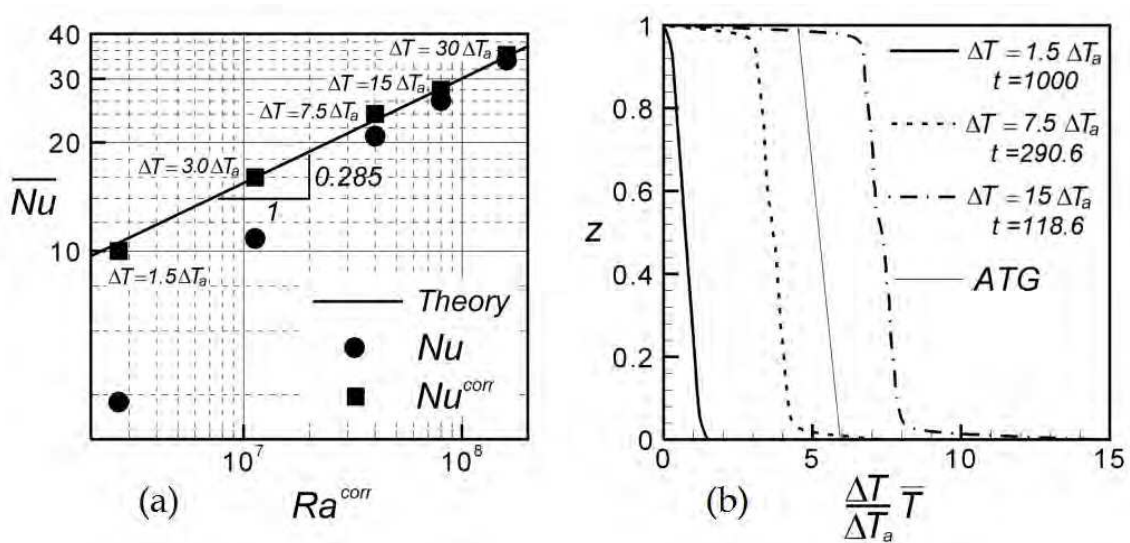 40
30
20
10
Nu
ΔT = 30 ΔTa
ΔT = 15 ΔTa
ΔT = 7.5 ΔTa
ΔT = 3.0 ΔTa
0.285
1
ΔT = 1.5 ΔTa
Theory
Nu
Nu^corr
10^7
10^8
(a)
Ra^corr
1
0.8
0.6
z
0.4
0.2
0
ΔT = 1.5 ΔTa
t=1000
ΔT = 7.5 ΔTa
t =290.6
ΔT = 15 ΔTa
t =118.6
ATG
0
5
10
15
(b)
ΔT
ΔTa
T̅